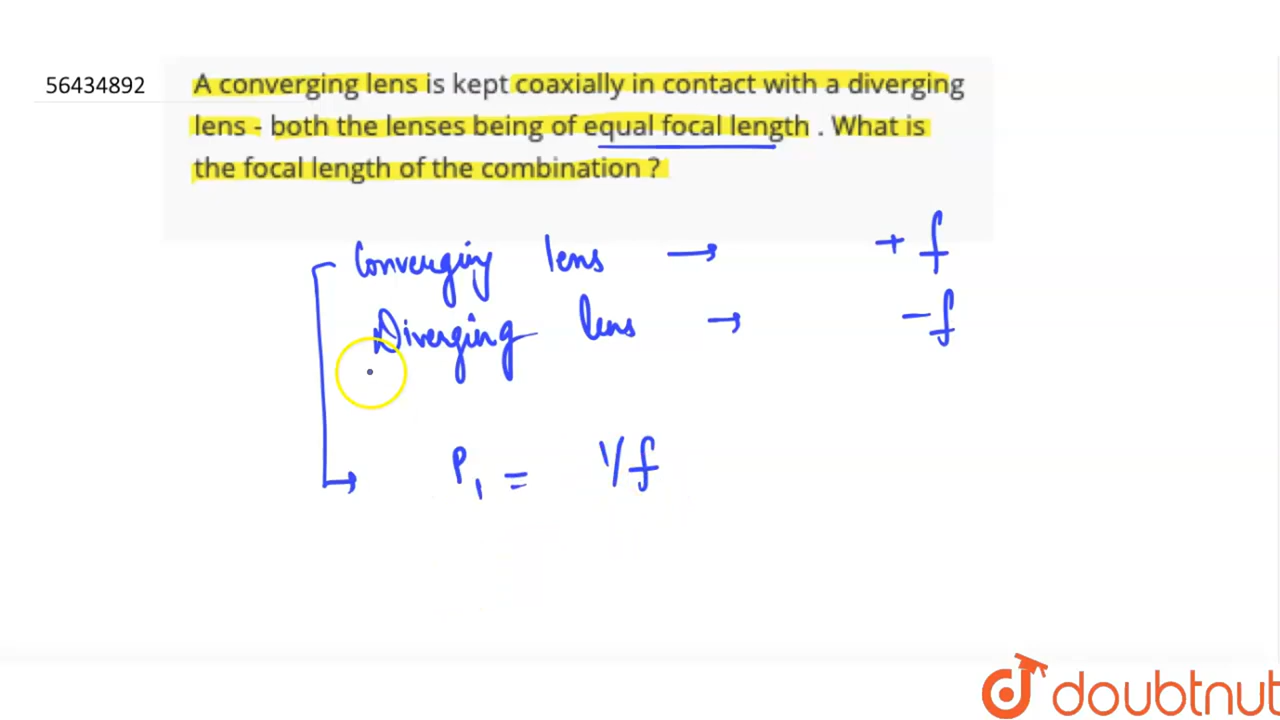 56434892
A converging lens is kept coaxially in contact with a diverging
lens - both the lenses being of equal focal length . What is
the focal length of the combination ?
Converging lens → + f
Diverging lens → - f
→ P₁ = 1/f
doubtnut